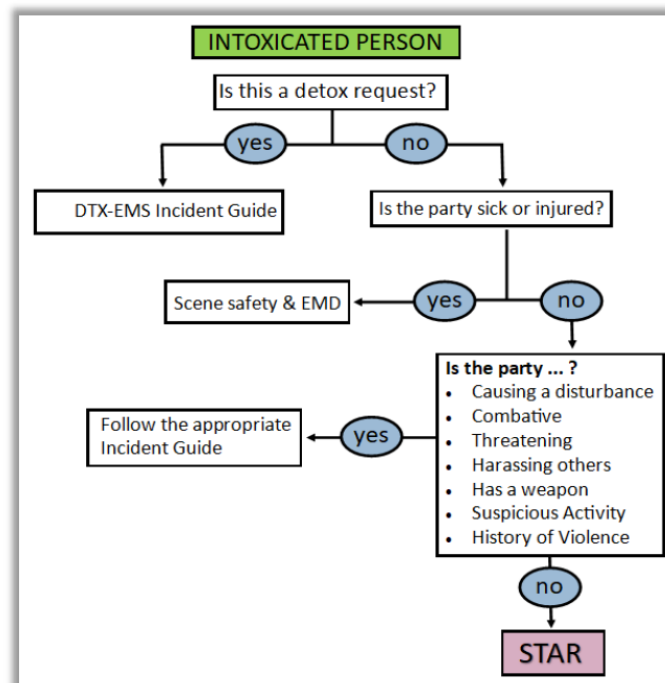 INTOXICATED PERSON
Is this a detox request?
yes
no
DTX-EMS Incident Guide
Is the party sick or injured?
Scene safety & EMD
yes
no
Is the party ... ?
• Causing a disturbance
• Combative
• Threatening
• Harassing others
• Has a weapon
• Suspicious Activity
• History of Violence
Follow the appropriate
Incident Guide
yes
no
STAR